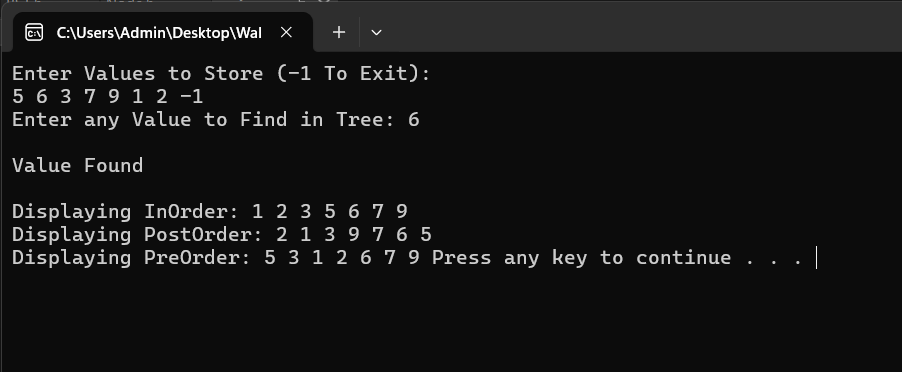 C:\Users\Admin\Desktop\Wal
Enter Values to Store (-1 To Exit):
5 6 3 7 9 1 2 -1
Enter any Value to Find in Tree: 6
Value Found
Displaying InOrder: 1 2 3 5 6 7 9
Displaying PostOrder: 2 1 3 9 7 6 5
Displaying PreOrder: 5 3 1 2 6 7 9 Press any key to continue . . .